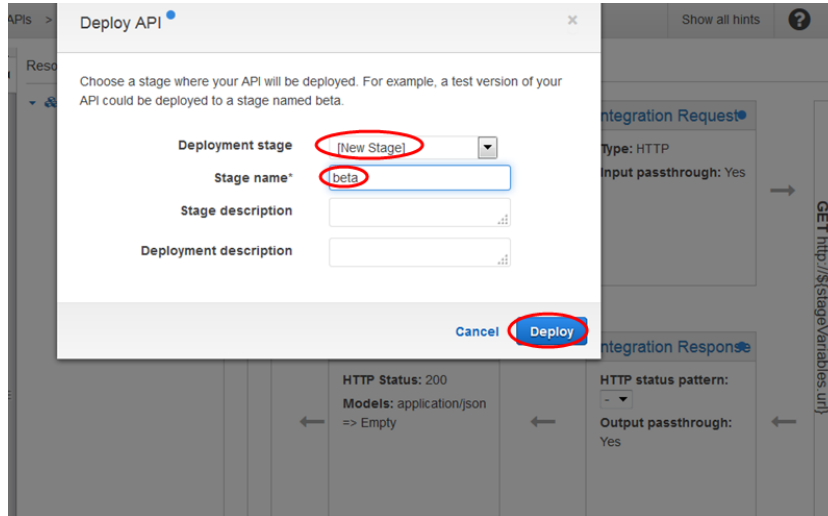 APIs >
Show all hints
?
Reso
Deploy API
×
Choose a stage where your API will be deployed. For example, a test version of your
API could be deployed to a stage named beta.
Deployment stage
[New Stage]
Stage name*
beta
Stage description
Deployment description
Cancel
Deploy
ntegration Request
Type: HTTP
Input passthrough: Yes
GET http://${stageVariables.url}
HTTP Status: 200
Models: application/json
=> Empty
ntegration Response
HTTP status pattern:
-
Output passthrough:
Yes